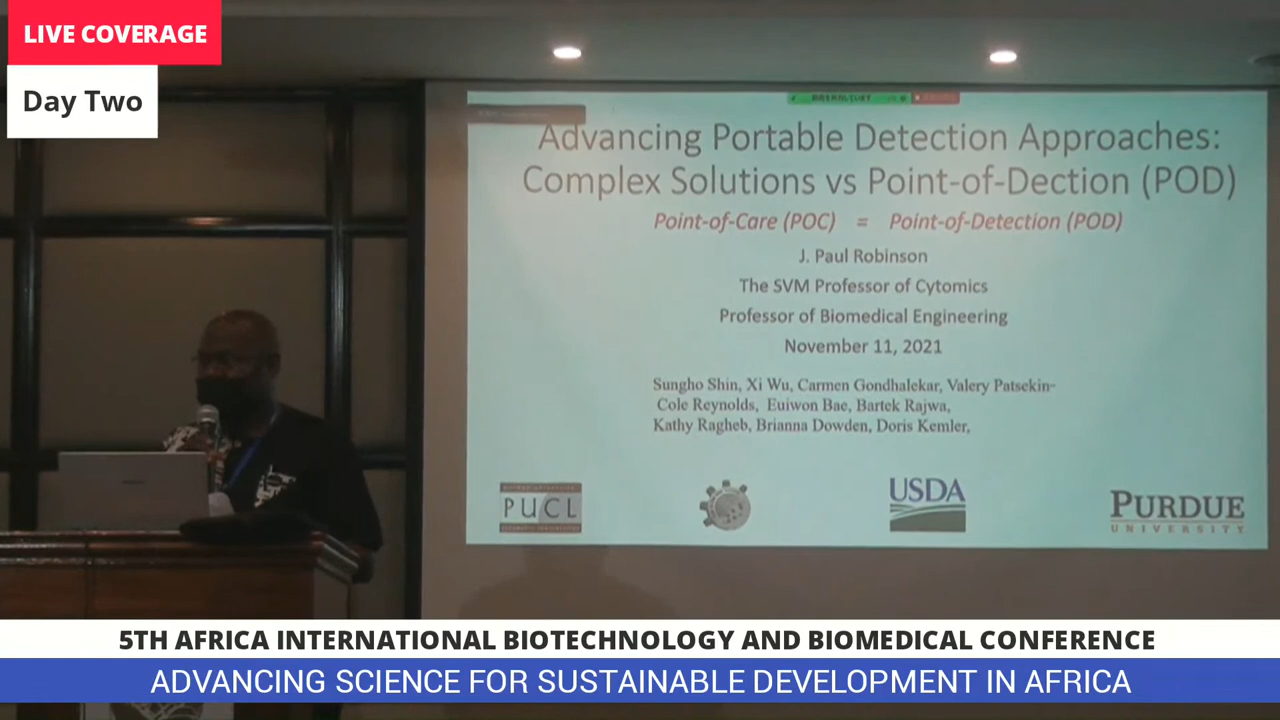 LIVE COVERAGE
Day Two
Advancing Portable Detection Approaches:
Complex Solutions vs Point-of-Dection (POD)
Point-of-Care (POC) = Point-of-Detection (POD)
J. Paul Robinson
The SVM Professor of Cytomics
Professor of Biomedical Engineering
November 11, 2021
Sungho Shin, Xi Wu, Carmen Gondhalekar, Valery Patsekin-
Cole Reynolds, Euiwon Bae, Bartek Rajwa,
Kathy Ragheb, Brianna Dowden, Doris Kemler,
PUCL
USDA
PURDUE
UNIVERSITY
5TH AFRICA INTERNATIONAL BIOTECHNOLOGY AND BIOMEDICAL CONFERENCE
ADVANCING SCIENCE FOR SUSTAINABLE DEVELOPMENT IN AFRICA